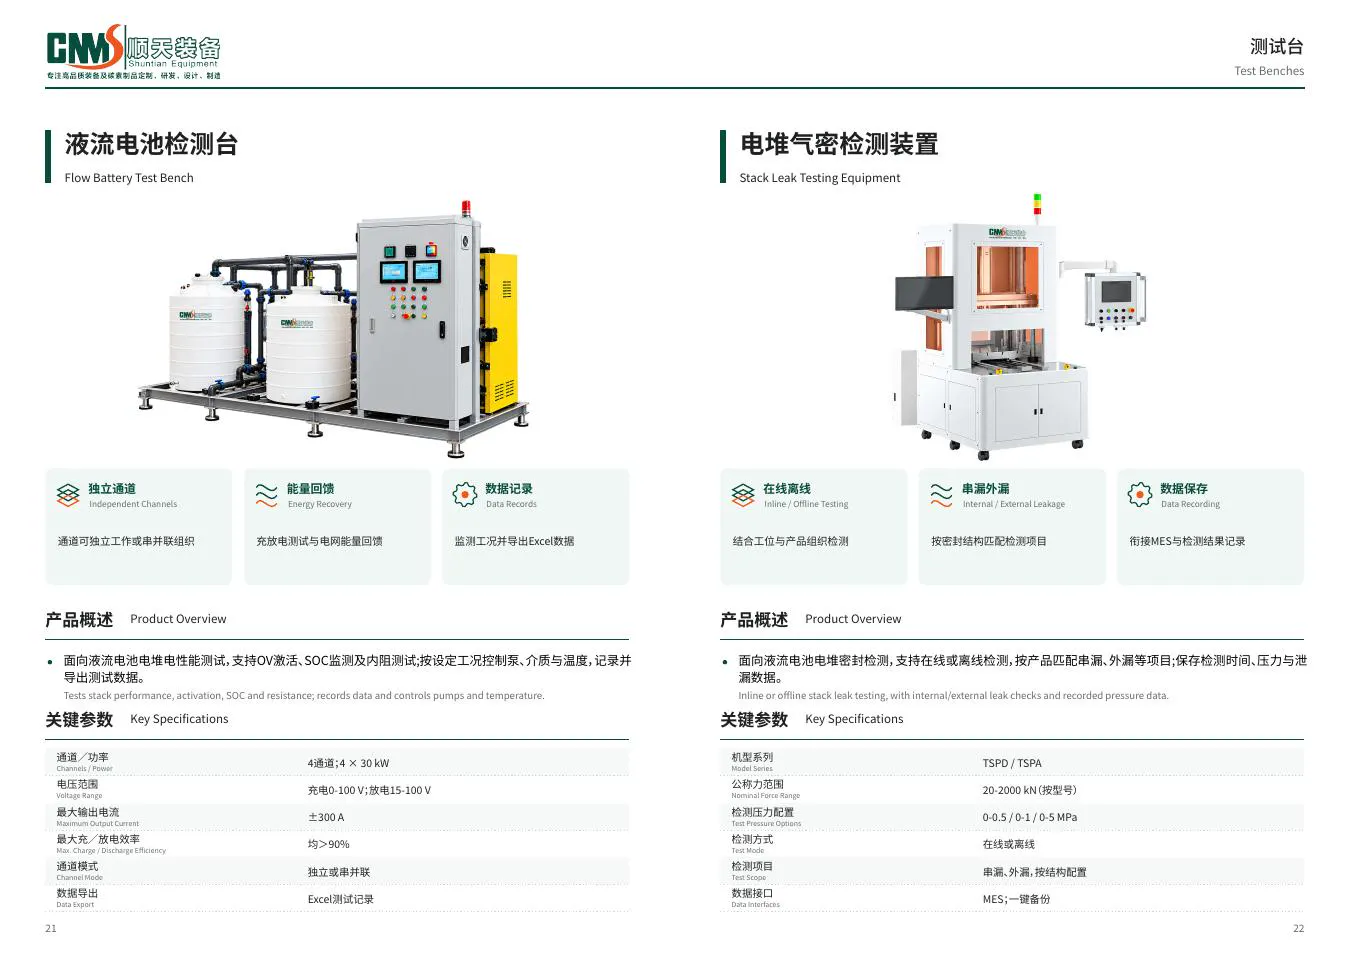 CNMS 顺天装备
Shuntian Equipment
专注高品质装备及碳素制品定制、研发、设计、制造
测试台
Test Benches
液流电池检测台
Flow Battery Test Bench
独立通道
Independent Channels
通道可独立工作或串并联组织
能量回馈
Energy Recovery
充放电测试与电网能量回馈
数据记录
Data Records
监测工况并导出Excel数据
产品概述 Product Overview
• 面向液流电池电堆电性能测试,支持OV激活、SOC监测及内阻测试;按设定工况控制泵、介质与温度,记录并
导出测试数据。
Tests stack performance, activation, SOC and resistance; records data and controls pumps and temperature.
关键参数 Key Specifications
通道／功率
Channels / Power
4通道;4 × 30 kW
电压范围
Voltage Range
充电0-100 V;放电15-100 V
最大输出电流
Maximum Output Current
±300 A
最大充／放电效率
Max. Charge / Discharge Efficiency
均＞90%
通道模式
Channel Mode
独立或串并联
数据导出
Data Export
Excel测试记录
21
电堆气密检测装置
Stack Leak Testing Equipment
CNMS
在线离线
Inline / Offline Testing
结合工位与产品组织检测
串漏外漏
Internal / External Leakage
按密封结构匹配检测项目
数据保存
Data Recording
衔接MES与检测结果记录
产品概述 Product Overview
• 面向液流电池电堆密封检测,支持在线或离线检测,按产品匹配串漏、外漏等项目;保存检测时间、压力与泄
漏数据。
Inline or offline stack leak testing, with internal/external leak checks and recorded pressure data.
关键参数 Key Specifications
机型系列
Model Series
TSPD / TSPA
公称力范围
Nominal Force Range
20-2000 kN（按型号）
检测压力配置
Test Pressure Options
0-0.5 / 0-1 / 0-5 MPa
检测方式
Test Mode
在线或离线
检测项目
Test Scope
串漏、外漏,按结构配置
数据接口
Data Interfaces
MES;一键备份
22